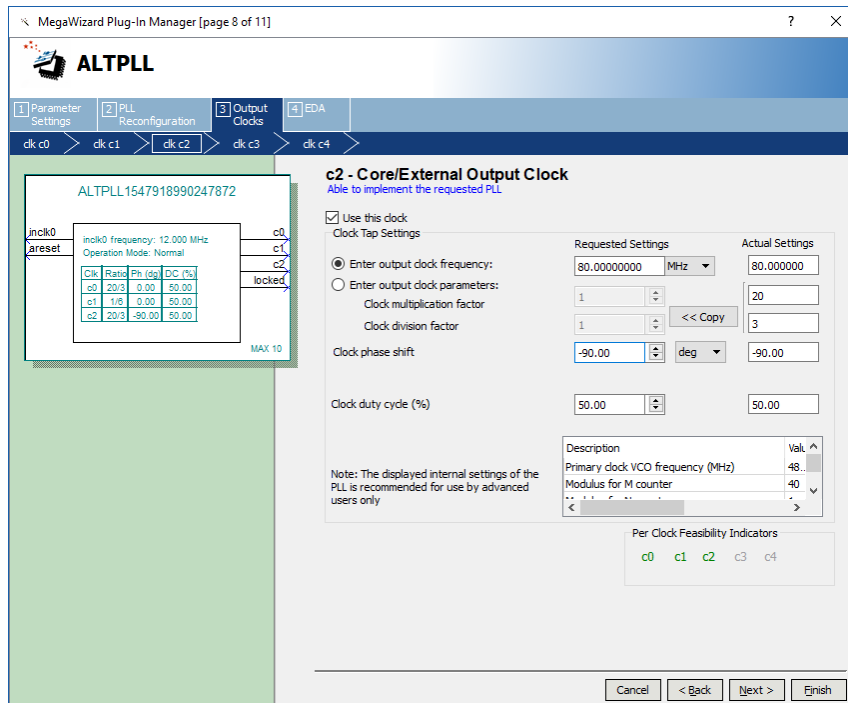 MegaWizard Plug-In Manager [page 8 of 11]
? X
ALTPLL
1 Parameter Settings
2 PLL Reconfiguration
3 Output Clocks
4 EDA
clk c0
clk c1
clk c2
clk c3
clk c4
ALTPLL1547918990247872
inclk0
areset
inclk0 frequency: 12.000 MHz
Operation Mode: Normal
Clk Ratio Ph (dg) DC (%)
c0 20/3 0.00 50.00
c1 1/6 0.00 50.00
c2 20/3 -90.00 50.00
c0
c1
c2
locked
MAX 10
c2 - Core/External Output Clock
Able to implement the requested PLL
Use this clock
Clock Tap Settings
Requested Settings
Actual Settings
Enter output clock frequency:
80.00000000
MHz
80.000000
Enter output clock parameters:
Clock multiplication factor
1
20
<< Copy
Clock division factor
1
3
Clock phase shift
-90.00
deg
-90.00
Clock duty cycle (%)
50.00
50.00
Note: The displayed internal settings of the
PLL is recommended for use by advanced
users only
Description
Primary clock VCO frequency (MHz) 48..
Modulus for M counter 40
Per Clock Feasibility Indicators
c0 c1 c2 c3 c4
Cancel
< Back
Next >
Finish